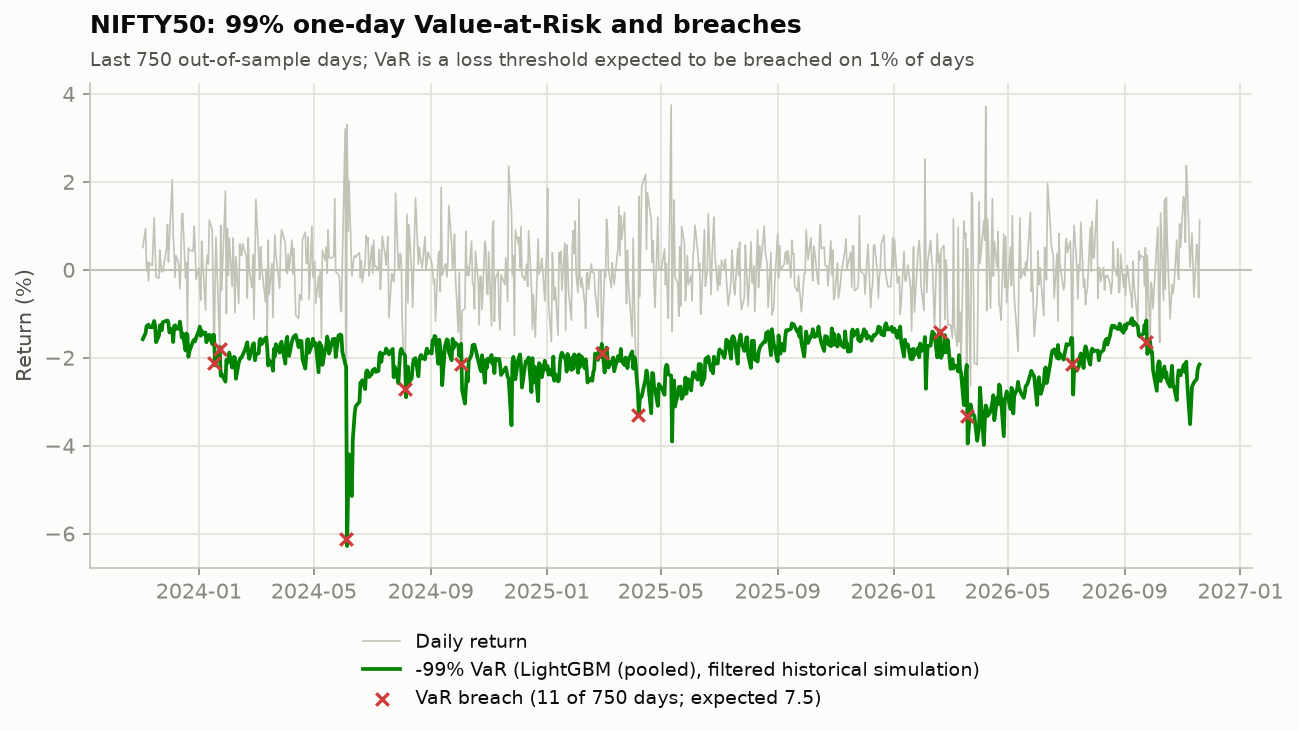 NIFTY50: 99% one-day Value-at-Risk and breaches
Last 750 out-of-sample days; VaR is a loss threshold expected to be breached on 1% of days
Return (%)
4
2
0
−2
−4
−6
2024-01 2024-05 2024-09 2025-01 2025-05 2025-09 2026-01 2026-05 2026-09 2027-01
Daily return
-99% VaR (LightGBM (pooled), filtered historical simulation)
VaR breach (11 of 750 days; expected 7.5)